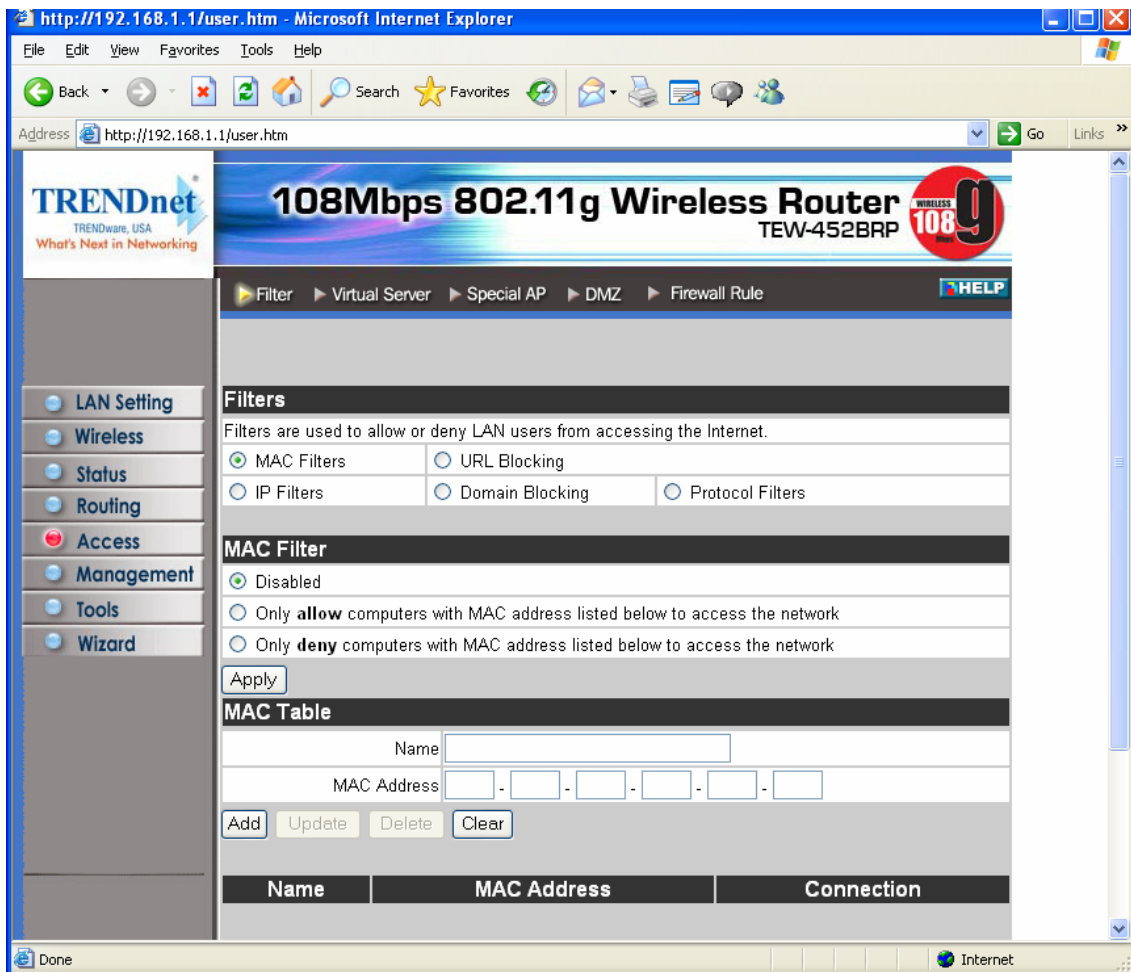 http://192.168.1.1/user.htm - Microsoft Internet Explorer
File Edit View Favorites Tools Help
Back Search Favorites
Address http://192.168.1.1/user.htm Go Links »
TRENDnet
TRENDware, USA
What's Next in Networking
108Mbps 802.11g Wireless Router
TEW-452BRP
WIRELESS
108 g
Mbps
Filter Virtual Server Special AP DMZ Firewall Rule HELP
LAN Setting
Wireless
Status
Routing
Access
Management
Tools
Wizard
Filters
Filters are used to allow or deny LAN users from accessing the Internet.
MAC Filters URL Blocking
IP Filters Domain Blocking Protocol Filters
MAC Filter
Disabled
Only allow computers with MAC address listed below to access the network
Only deny computers with MAC address listed below to access the network
Apply
MAC Table
Name
MAC Address - - - - -
Add Update Delete Clear
Name MAC Address Connection
Done Internet